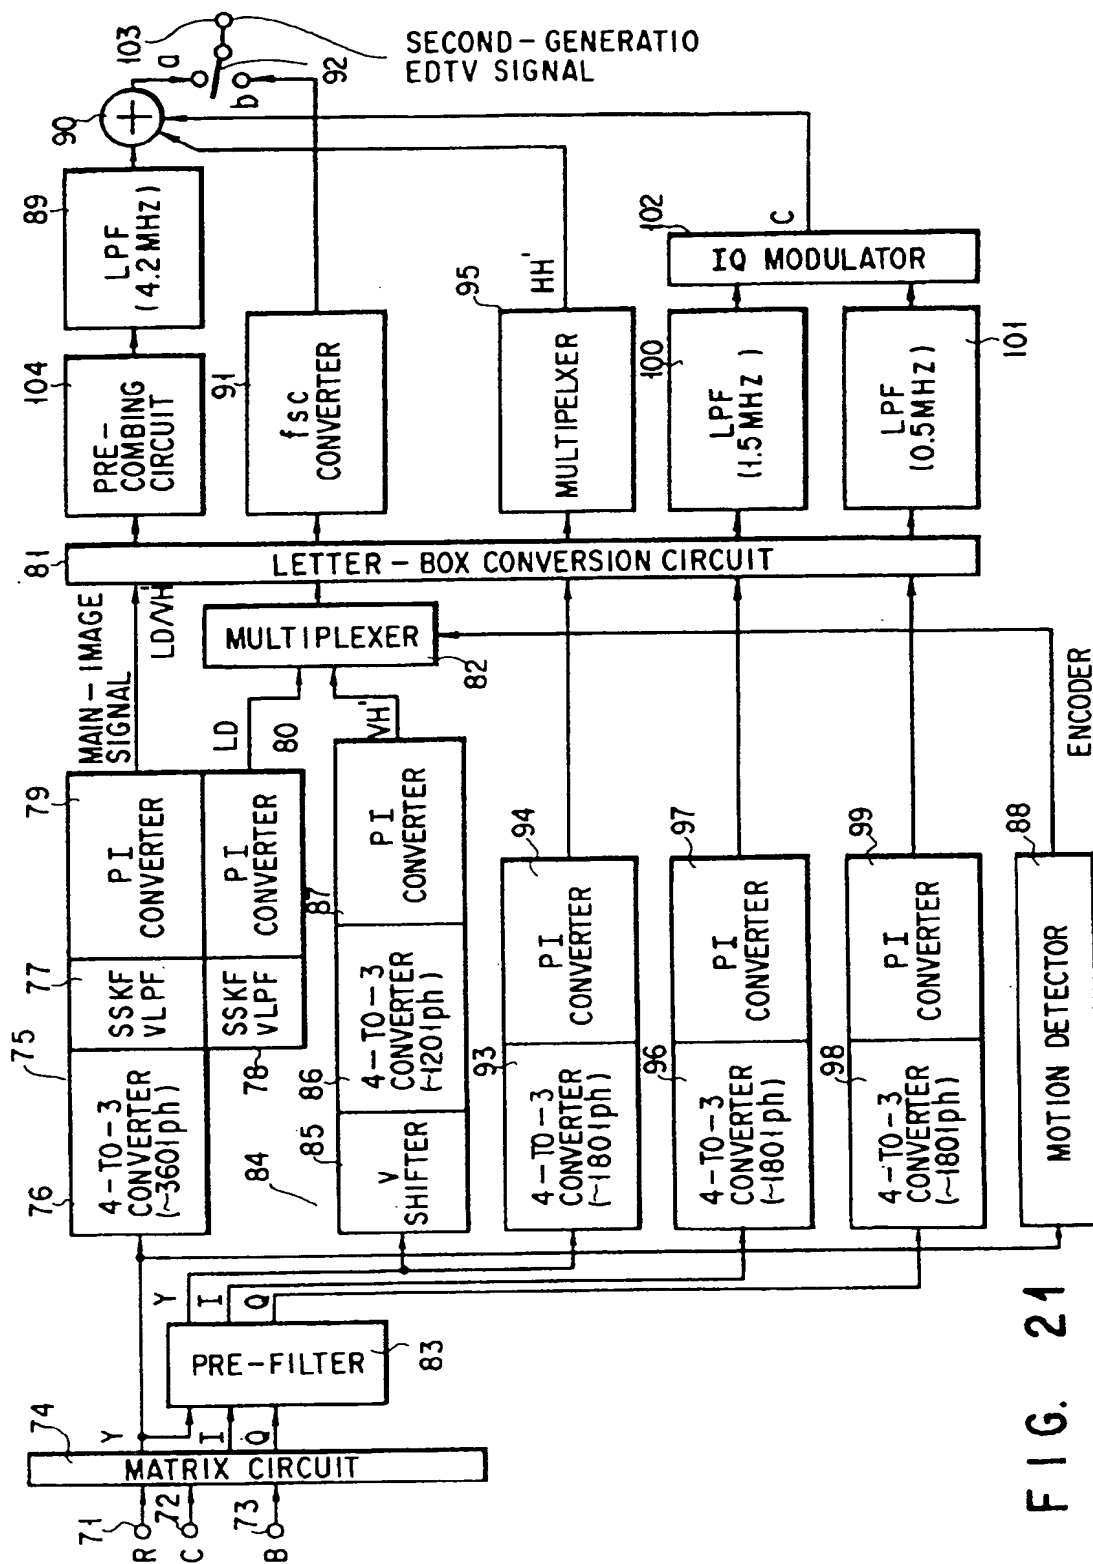 R
71
C
72
B
73
74
MATRIX CIRCUIT
Y
I
Q
PRE-FILTER
83
Y
I
Q
75
76
4-TO-3
CONVERTER
(~360lph)
77
SSKF
VLPF
79
PI
CONVERTER
SSKF
VLPF
78
PI
CONVERTER
80
LD
MAIN-IMAGE
SIGNAL
LD/VH'
84
85
V
SHIFTER
86
4-TO-3
CONVERTER
(~120lph)
87
PI
CONVERTER
VH'
MULTIPLEXER
82
93
4-TO-3
CONVERTER
(~180lph)
94
PI
CONVERTER
96
4-TO-3
CONVERTER
(~180lph)
97
PI
CONVERTER
98
4-TO-3
CONVERTER
(~180lph)
99
PI
CONVERTER
88
MOTION DETECTOR
ENCODER
81
LETTER-BOX CONVERSION CIRCUIT
104
PRE-
COMBING
CIRCUIT
89
LPF
(4.2MHz)
90
+
91
fsc
CONVERTER
95
MULTIPELXER
HH'
100
LPF
(1.5MHz)
101
LPF
(0.5MHz)
102
IQ MODULATOR
C
a
b
92
103
SECOND-GENERATIO
EDTV SIGNAL
FIG. 21